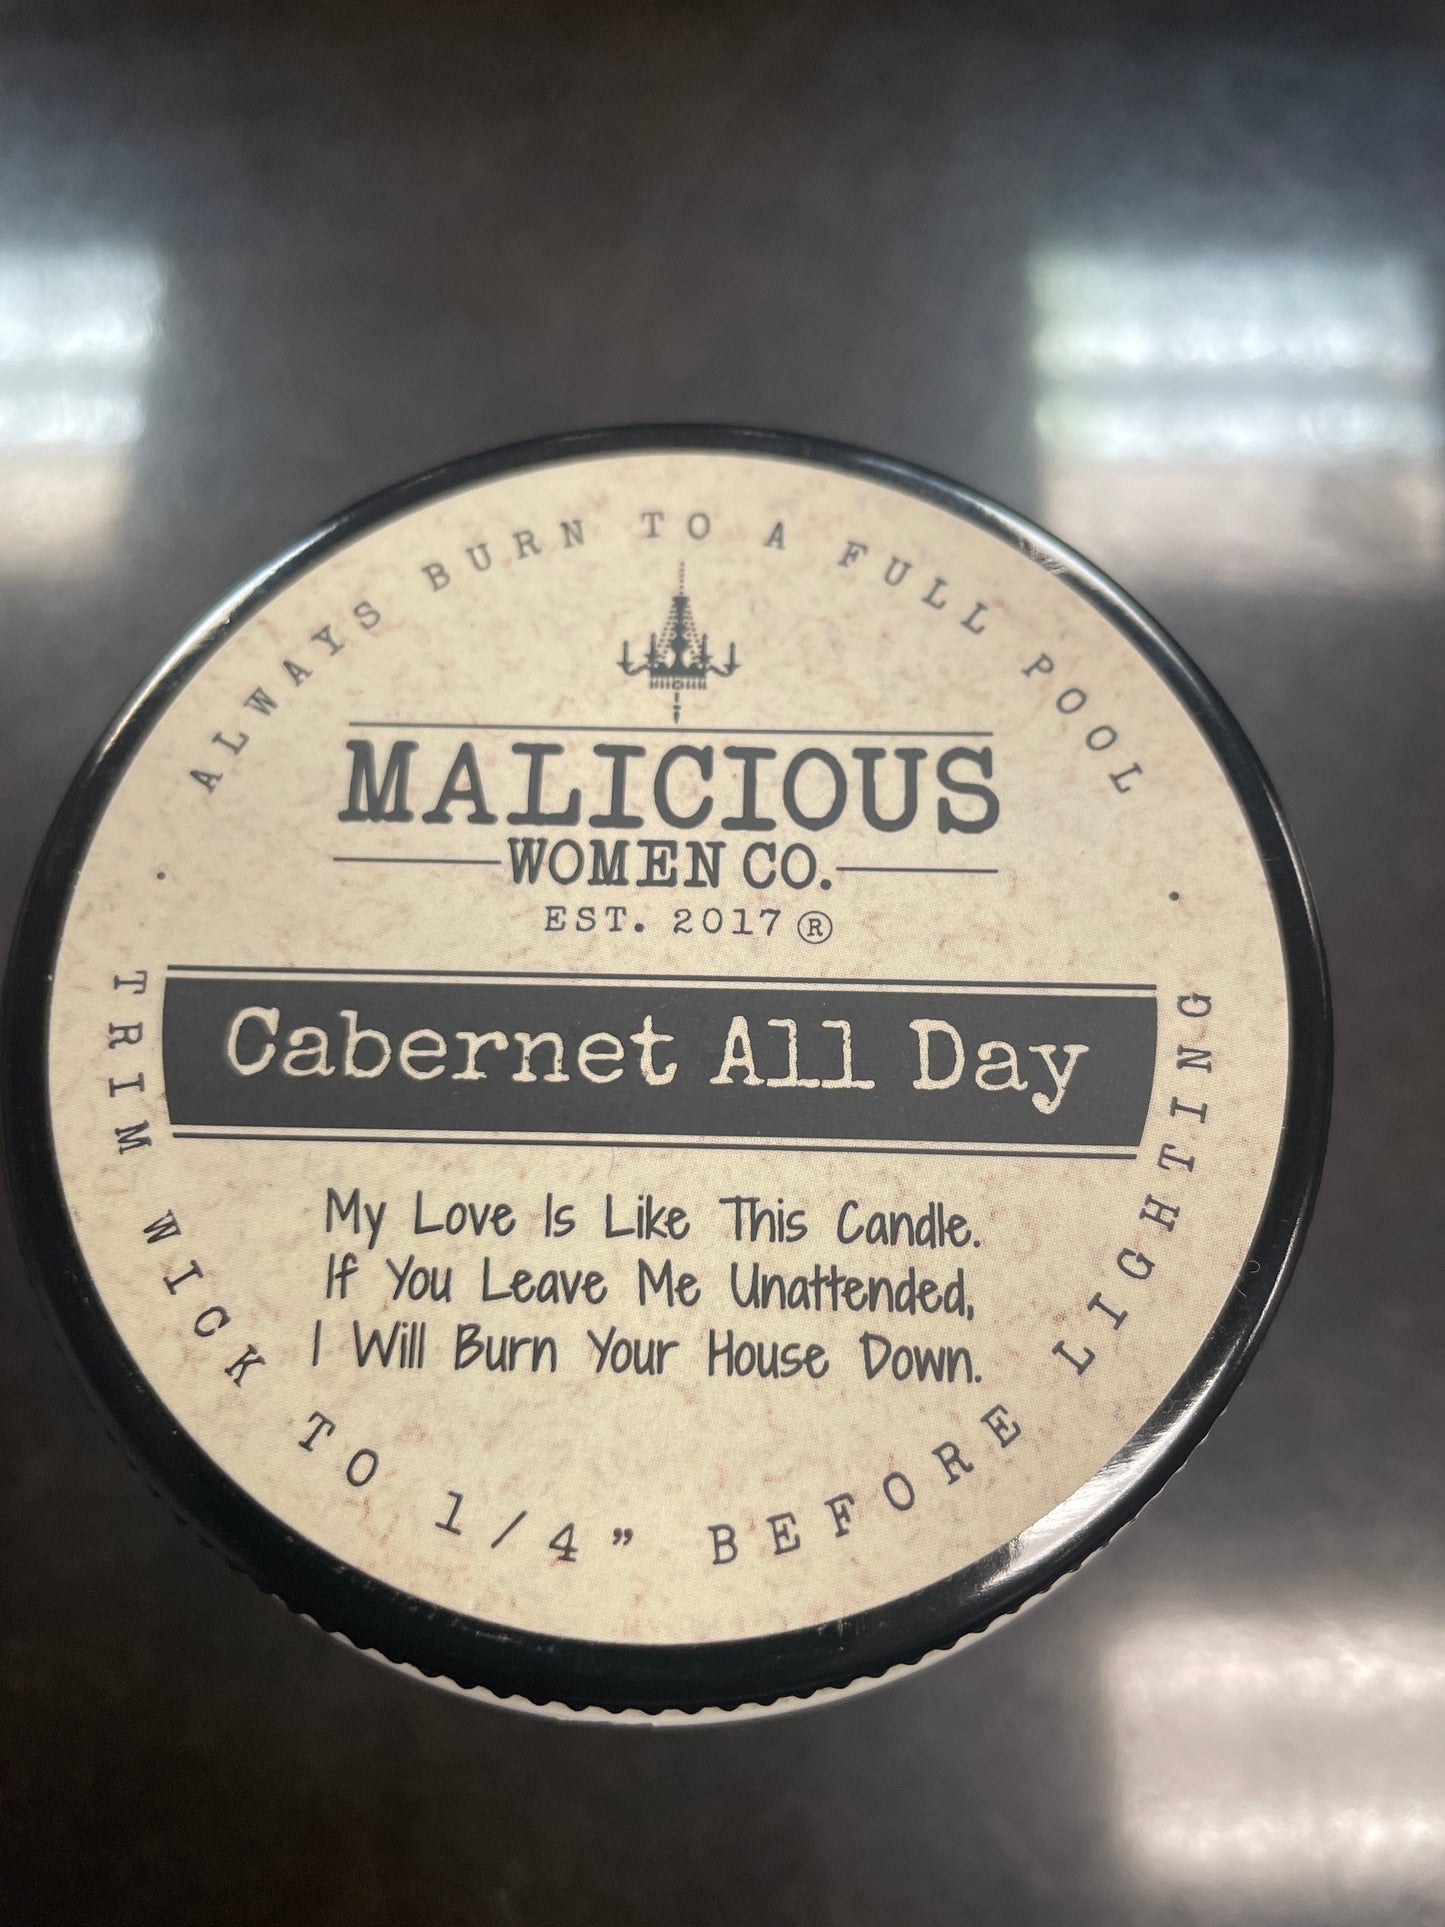 ALWAYS BURN TO A FULL POOL
MALICIOUS
WOMEN CO.
EST. 2017 ®
Cabernet All Day
My Love Is Like This Candle.
If You Leave Me Unattended,
I Will Burn Your House Down.
TRIM WICK TO 1/4” BEFORE LIGHTING